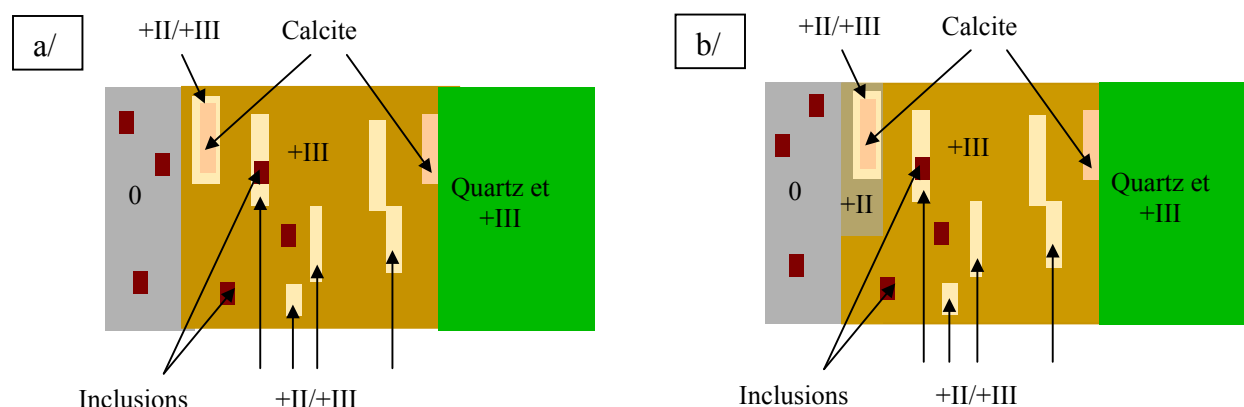 a/
+II/+III
Calcite
+III
0
Quartz et
+III
Inclusions
+II/+III
b/
+II/+III
Calcite
+III
0
+II
Quartz et
+III
Inclusions
+II/+III